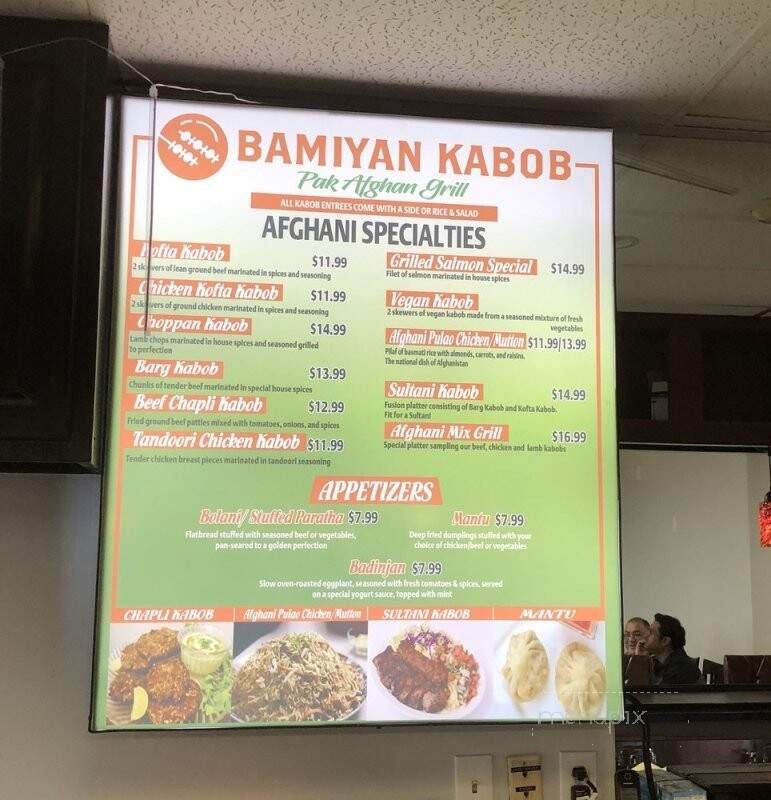 BAMIYAN KABOB
Pak Afghan Grill
ALL KABOB ENTREES COME WITH A SIDE OR RICE & SALAD
AFGHANI SPECIALTIES
Kofta Kabob $11.99
2 skewers of lean ground beef marinated in spices and seasoning
Chicken Kofta Kabob $11.99
2 skewers of ground chicken marinated in spices and seasoning
Choppan Kabob $14.99
Lamb chops marinated in house spices and seasoned grilled
to perfection
Barg Kabob $13.99
Chunks of tender beef marinated in special house spices
Beef Chapli Kabob $12.99
Fried ground beef patties mixed with tomatoes, onions, and spices
Tandoori Chicken Kabob $11.99
Tender chicken breast pieces marinated in tandoori seasoning
Grilled Salmon Special $14.99
Filet of salmon marinated in house spices
Vegan Kabob
2 skewers of vegan kabob made from a seasoned mixture of fresh
vegetables
Afghani Pulao Chicken/Mutton $11.99|13.99
Pilaf of basmati rice with almonds, carrots, and raisins.
The national dish of Afghanistan
Sultani Kabob $14.99
Fusion platter consisting of Barg Kabob and Kofta Kabob.
Fit for a Sultan!
Afghani Mix Grill $16.99
Special platter sampling our beef, chicken and lamb kabobs
APPETIZERS
Bolani/Stuffed Paratha $7.99
Flatbread stuffed with seasoned beef or vegetables,
pan-seared to a golden perfection
Mantu $7.99
Deep fried dumplings stuffed with your
choice of chicken/beef or vegetables
Badinjan $7.99
Slow oven-roasted eggplant, seasoned with fresh tomatoes & spices, served
on a special yogurt sauce, topped with mint
CHAPLI KABOB Afghani Pulao Chicken/Mutton SULTANI KABOB MANTU
menupix